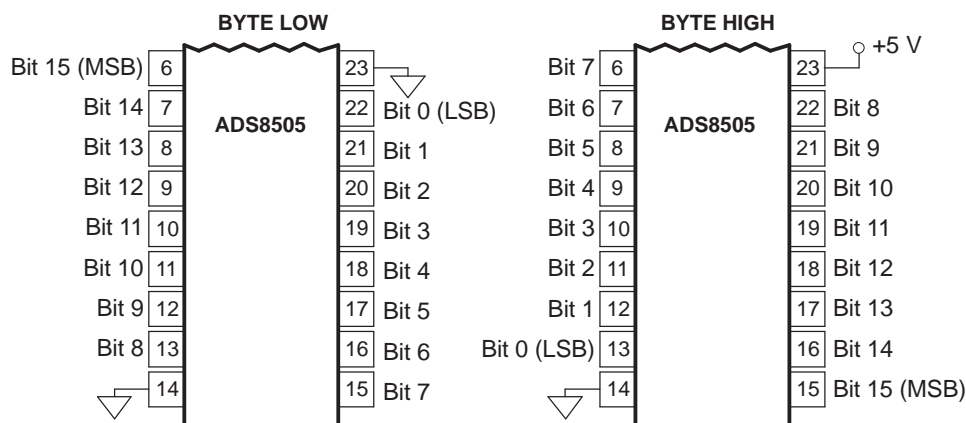 BYTE LOW
Bit 15 (MSB) 6 23
Bit 14 7 22 Bit 0 (LSB)
ADS8505
Bit 13 8 21 Bit 1
Bit 12 9 20 Bit 2
Bit 11 10 19 Bit 3
Bit 10 11 18 Bit 4
Bit 9 12 17 Bit 5
Bit 8 13 16 Bit 6
14 15 Bit 7
BYTE HIGH
+5 V
Bit 7 6 23
Bit 6 7 22 Bit 8
ADS8505
Bit 5 8 21 Bit 9
Bit 4 9 20 Bit 10
Bit 3 10 19 Bit 11
Bit 2 11 18 Bit 12
Bit 1 12 17 Bit 13
Bit 0 (LSB) 13 16 Bit 14
14 15 Bit 15 (MSB)